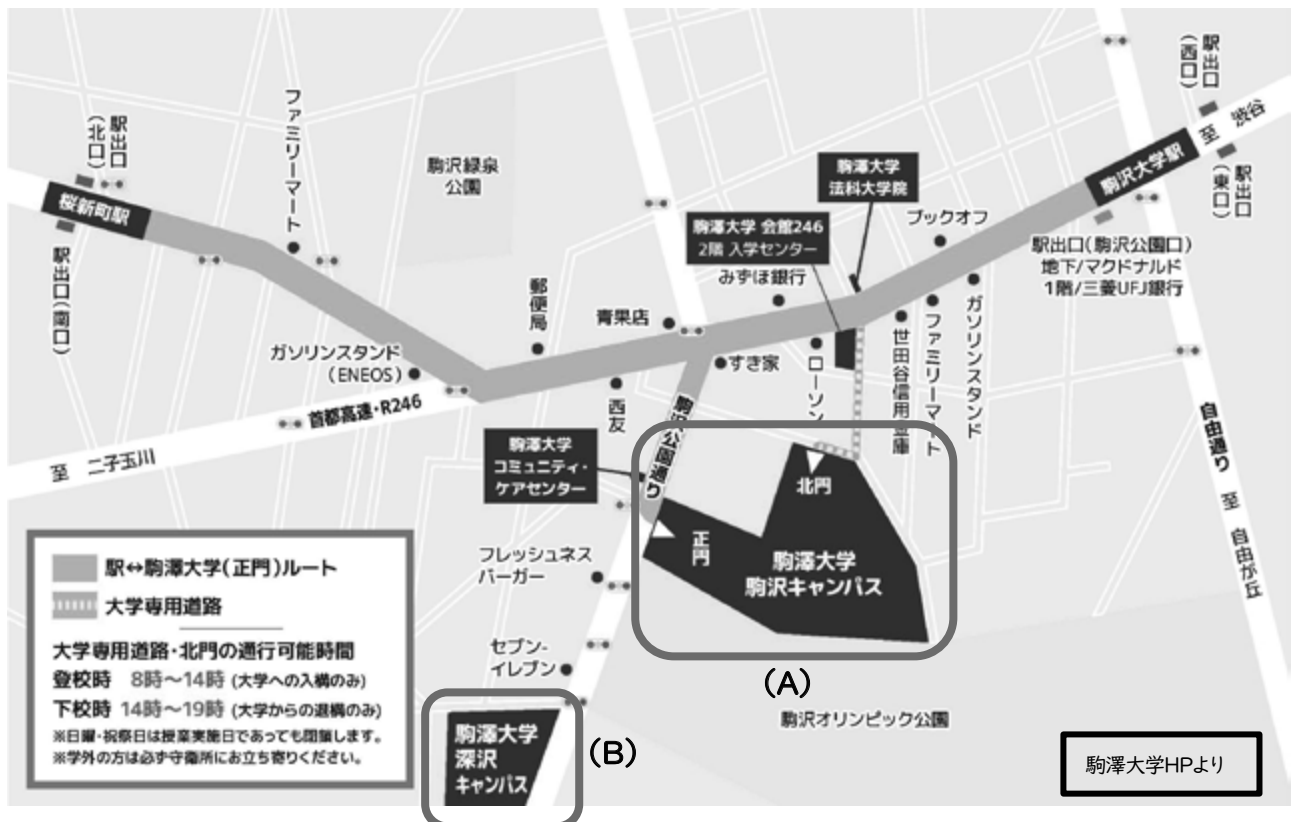 駅出口
(西口)
至 渋谷
駒沢大学駅
駅出口
(東口)
駅出口(駒沢公園口)
地下/マクドナルド
1階/三菱UFJ銀行
ファミリーマート
駅出口
(北口)
桜新町駅
駅出口(南口)
駒沢緑泉
公園
駒澤大学
法科大学院
駒澤大学 会館246
2階 入学センター
みずほ銀行
ブックオフ
郵便局
青果店
ガソリンスタンド
(ENEOS)
すき家
ローソン
世田谷信用金庫
ファミリーマート
ガソリンスタンド
西友
首都高速・R246
至 二子玉川
駒沢公園通り
自由通り 至 自由が丘
駒澤大学
コミュニティ・
ケアセンター
北門
正門
駒澤大学
駒沢キャンパス
フレッシュネス
バーガー
セブン-
イレブン
(A)
駒沢オリンピック公園
駒澤大学
深沢
キャンパス
(B)
駅↔駒澤大学(正門)ルート
大学専用道路
大学専用道路・北門の通行可能時間
登校時 8時〜14時 (大学への入構のみ)
下校時 14時〜19時 (大学からの退構のみ)
※日曜・祝祭日は授業実施日であっても閉鎖します。
※学外の方は必ず守衛所にお立ち寄りください。
駒澤大学HPより